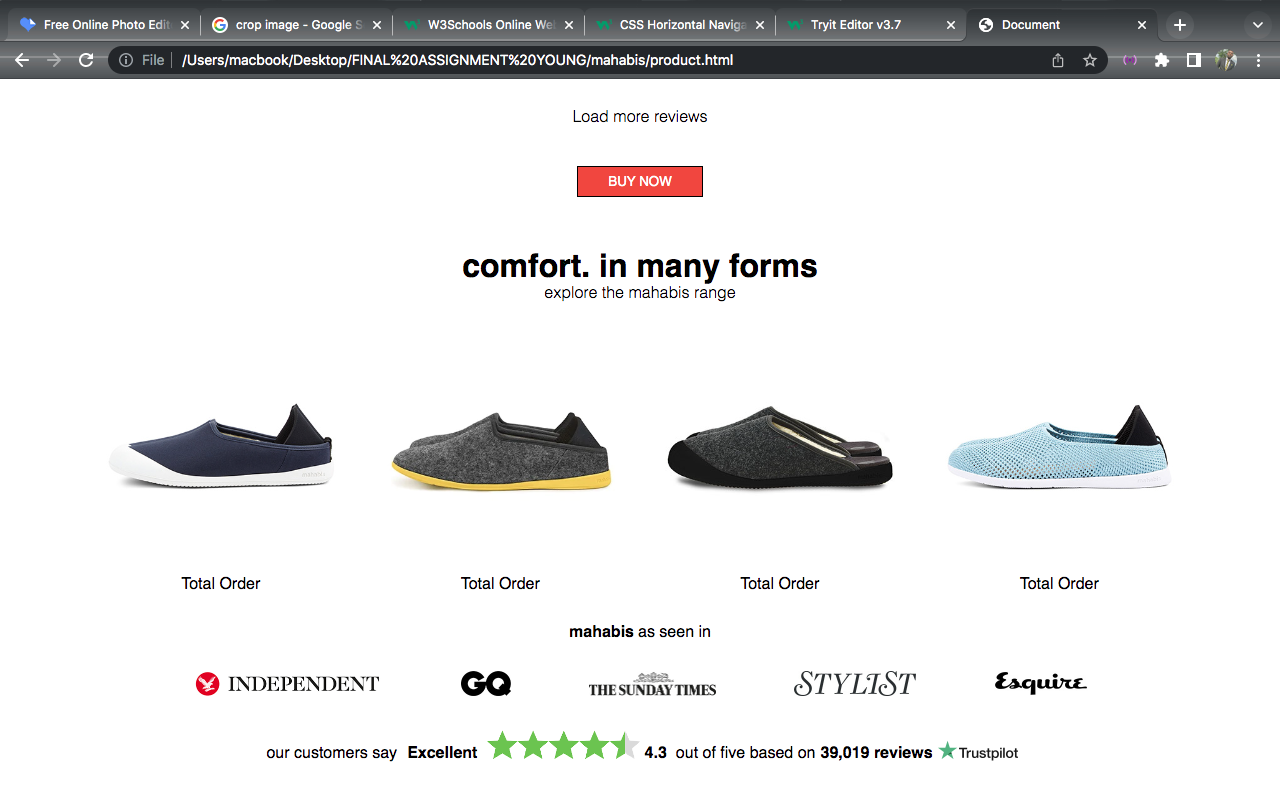 Free Online Photo Edit
crop image - Google S
W3Schools Online Wel
CSS Horizontal Naviga
Tryit Editor v3.7
Document
File
/Users/macbook/Desktop/FINAL%20ASSIGNMENT%20YOUNG/mahabis/product.html
Load more reviews
BUY NOW
comfort. in many forms
explore the mahabis range
Total Order Total Order Total Order Total Order
mahabis as seen in
INDEPENDENT GQ THE SUNDAY TIMES STYLIST Esquire
our customers say Excellent 4.3 out of five based on 39,019 reviews Trustpilot